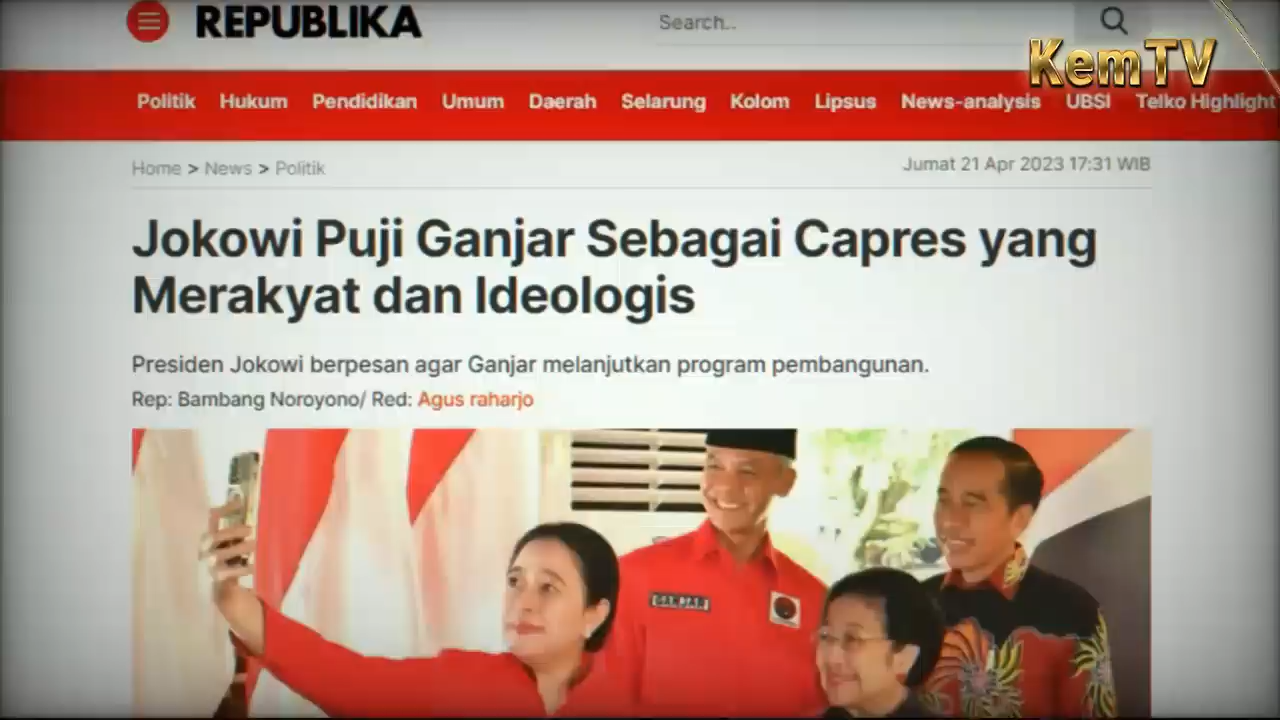 REPUBLIKA
Search..
KemTV
Politik Hukum Pendidikan Umum Daerah Selarung Kolom Lipsus News-analysis UBSI Telko Highlight
Home > News > Politik
Jumat 21 Apr 2023 17:31 WIB
Jokowi Puji Ganjar Sebagai Capres yang
Merakyat dan Ideologis
Presiden Jokowi berpesan agar Ganjar melanjutkan program pembangunan.
Rep: Bambang Noroyono/ Red: Agus raharjo